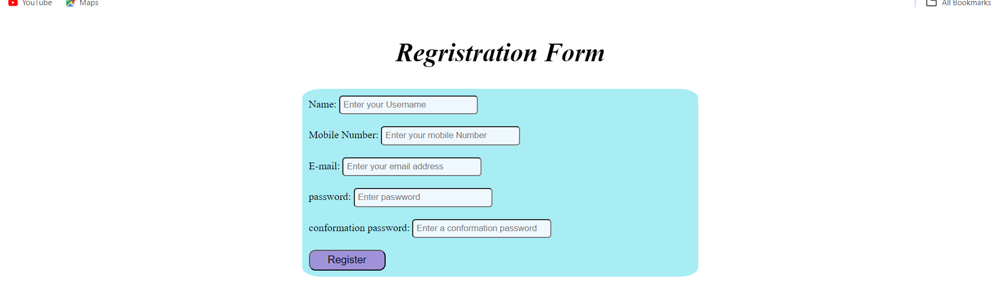 YouTube Maps All Bookmarks
Regristration Form
Name: Enter your Username
Mobile Number: Enter your mobile Number
E-mail: Enter your email address
password: Enter paswword
conformation password: Enter a conformation password
Register